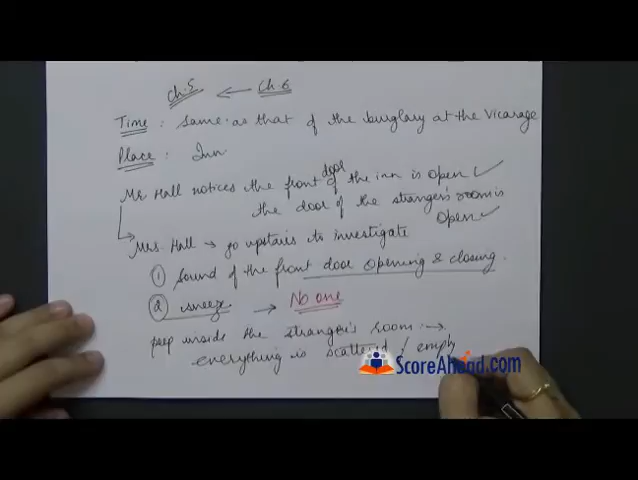 Ch.5 ← Ch.6
Time : same as that of the burglary at the Vicarage
Place : Inn
Mr Hall notices the front door of the inn is open ✓
the door of the stranger's room is
open ✓
Mrs. Hall → go upstairs to investigate
① sound of the front door opening & closing.
② sneeze. → No one
peep inside the stranger's room →
everything is scattered / empty
ScoreAhead.com